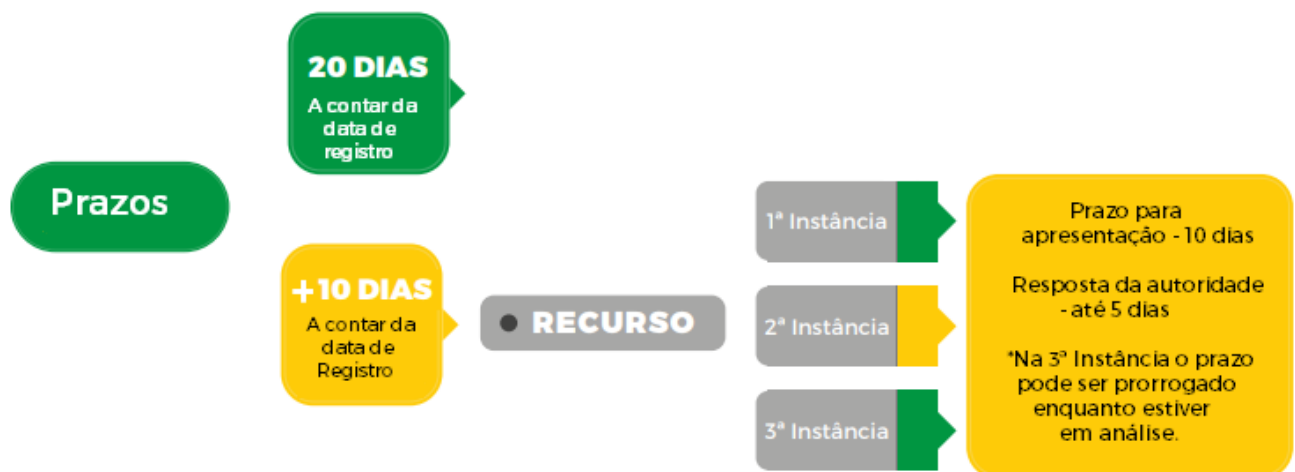 Prazos
20 DIAS
A contar da
data de
registro
+10 DIAS
A contar da
data de
Registro
• RECURSO
1ª Instância
2ª Instância
3ª Instância
Prazo para
apresentação - 10 dias
Resposta da autoridade
- até 5 dias
*Na 3ª Instância o prazo
pode ser prorrogado
enquanto estiver
em análise.